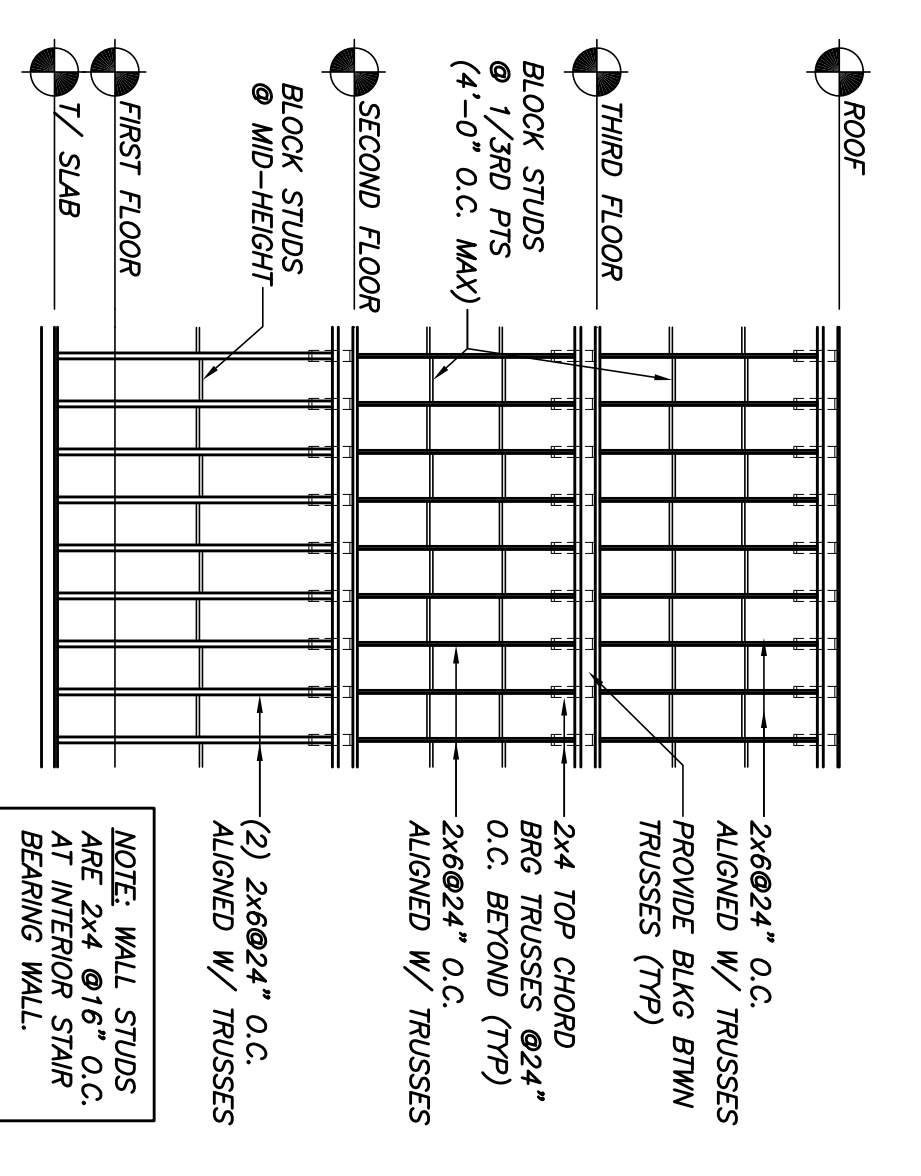 ROOF
THIRD FLOOR
BLOCK STUDS
@ 1/3RD PTS
(4'-0" O.C. MAX)
SECOND FLOOR
BLOCK STUDS
@ MID-HEIGHT
FIRST FLOOR
T/ SLAB
2x6@24" O.C.
ALIGNED W/ TRUSSES
PROVIDE BLKG BTWN
TRUSSES (TYP)
2x4 TOP CHORD
BRG TRUSSES @24"
O.C. BEYOND (TYP)
2x6@24" O.C.
ALIGNED W/ TRUSSES
(2) 2x6@24" O.C.
ALIGNED W/ TRUSSES
NOTE: WALL STUDS
ARE 2x4 @16" O.C.
AT INTERIOR STAIR
BEARING WALL.